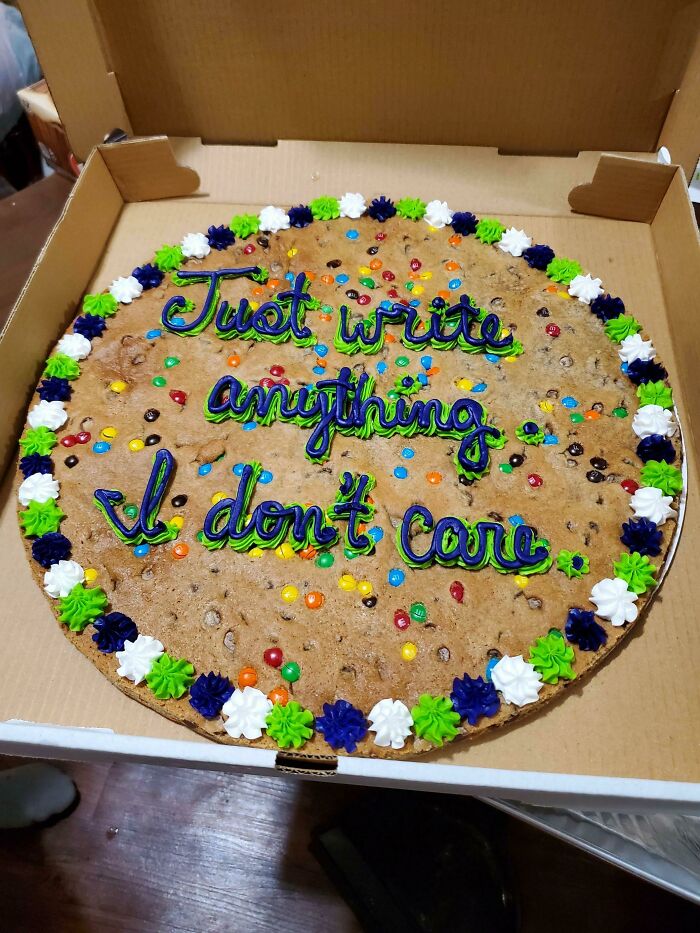 Just write
anything.
I don't care.